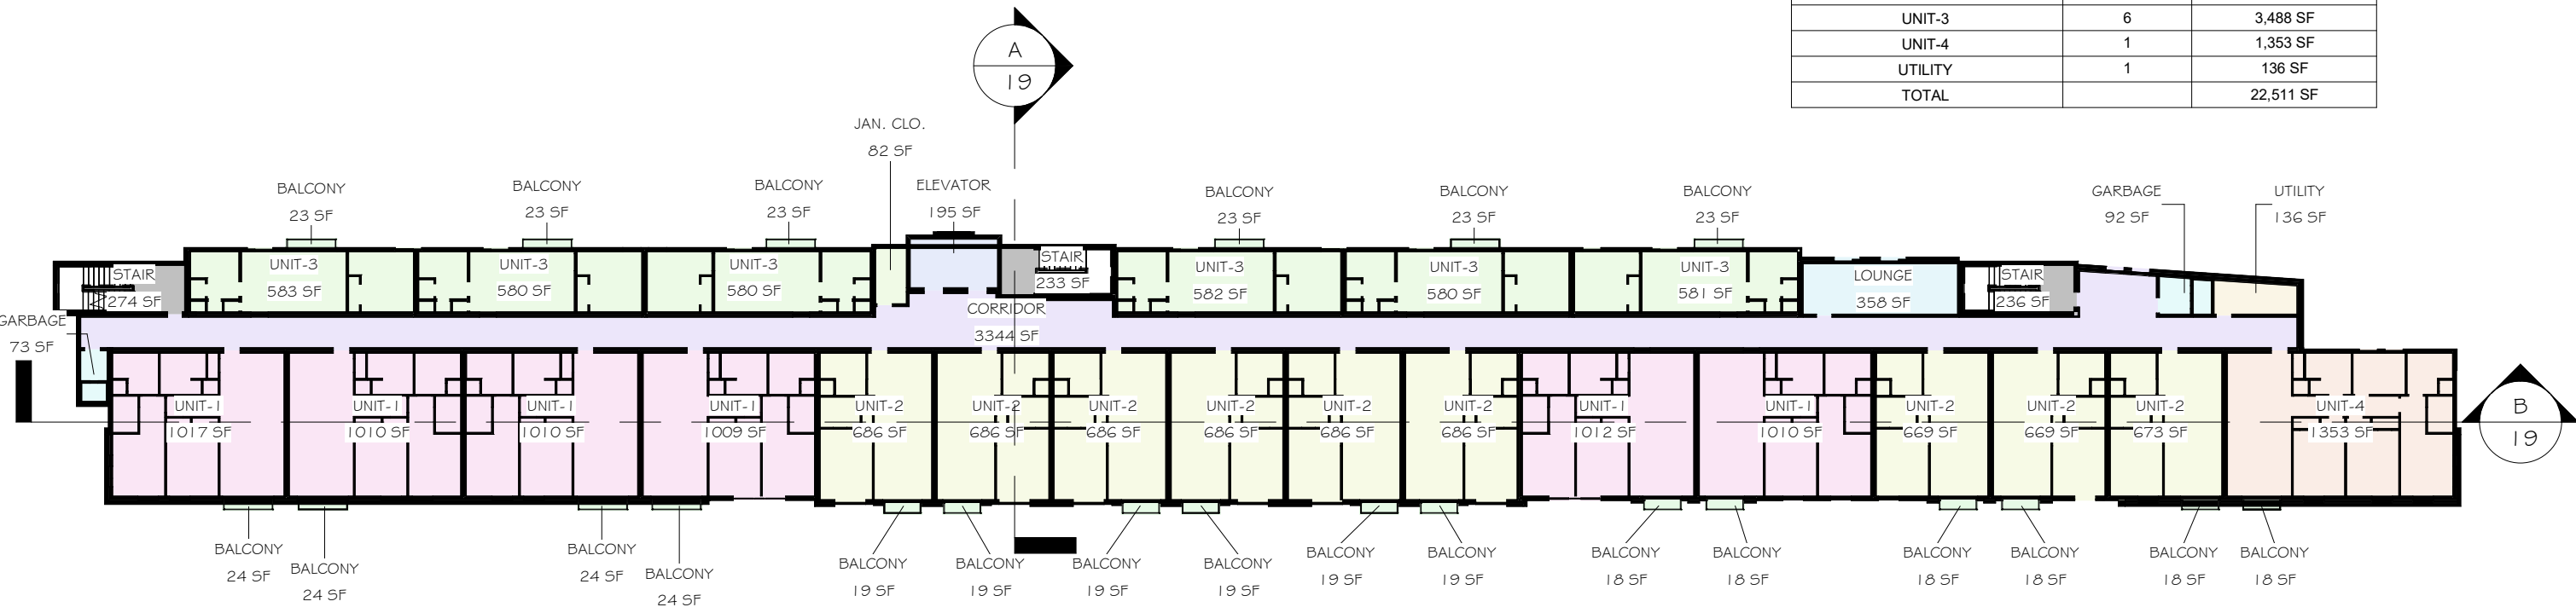 UNIT-3 6 3,488 SF
UNIT-4 1 1,353 SF
UTILITY 1 136 SF
TOTAL 22,511 SF
A
19
JAN. CLO.
82 SF
BALCONY
23 SF
BALCONY
23 SF
BALCONY
23 SF
ELEVATOR
195 SF
BALCONY
23 SF
BALCONY
23 SF
BALCONY
23 SF
GARBAGE
92 SF
UTILITY
136 SF
STAIR
274 SF
UNIT-3
583 SF
UNIT-3
580 SF
UNIT-3
580 SF
STAIR
233 SF
UNIT-3
582 SF
UNIT-3
580 SF
UNIT-3
581 SF
LOUNGE
358 SF
STAIR
236 SF
GARBAGE
73 SF
CORRIDOR
3344 SF
UNIT-1
1017 SF
UNIT-1
1010 SF
UNIT-1
1010 SF
UNIT-1
1009 SF
UNIT-2
686 SF
UNIT-2
686 SF
UNIT-2
686 SF
UNIT-2
686 SF
UNIT-2
686 SF
UNIT-2
686 SF
UNIT-1
1012 SF
UNIT-1
1010 SF
UNIT-2
669 SF
UNIT-2
669 SF
UNIT-2
673 SF
UNIT-4
1353 SF
B
19
BALCONY
24 SF
BALCONY
24 SF
BALCONY
24 SF
BALCONY
24 SF
BALCONY
19 SF
BALCONY
19 SF
BALCONY
19 SF
BALCONY
19 SF
BALCONY
19 SF
BALCONY
19 SF
BALCONY
18 SF
BALCONY
18 SF
BALCONY
18 SF
BALCONY
18 SF
BALCONY
18 SF
BALCONY
18 SF